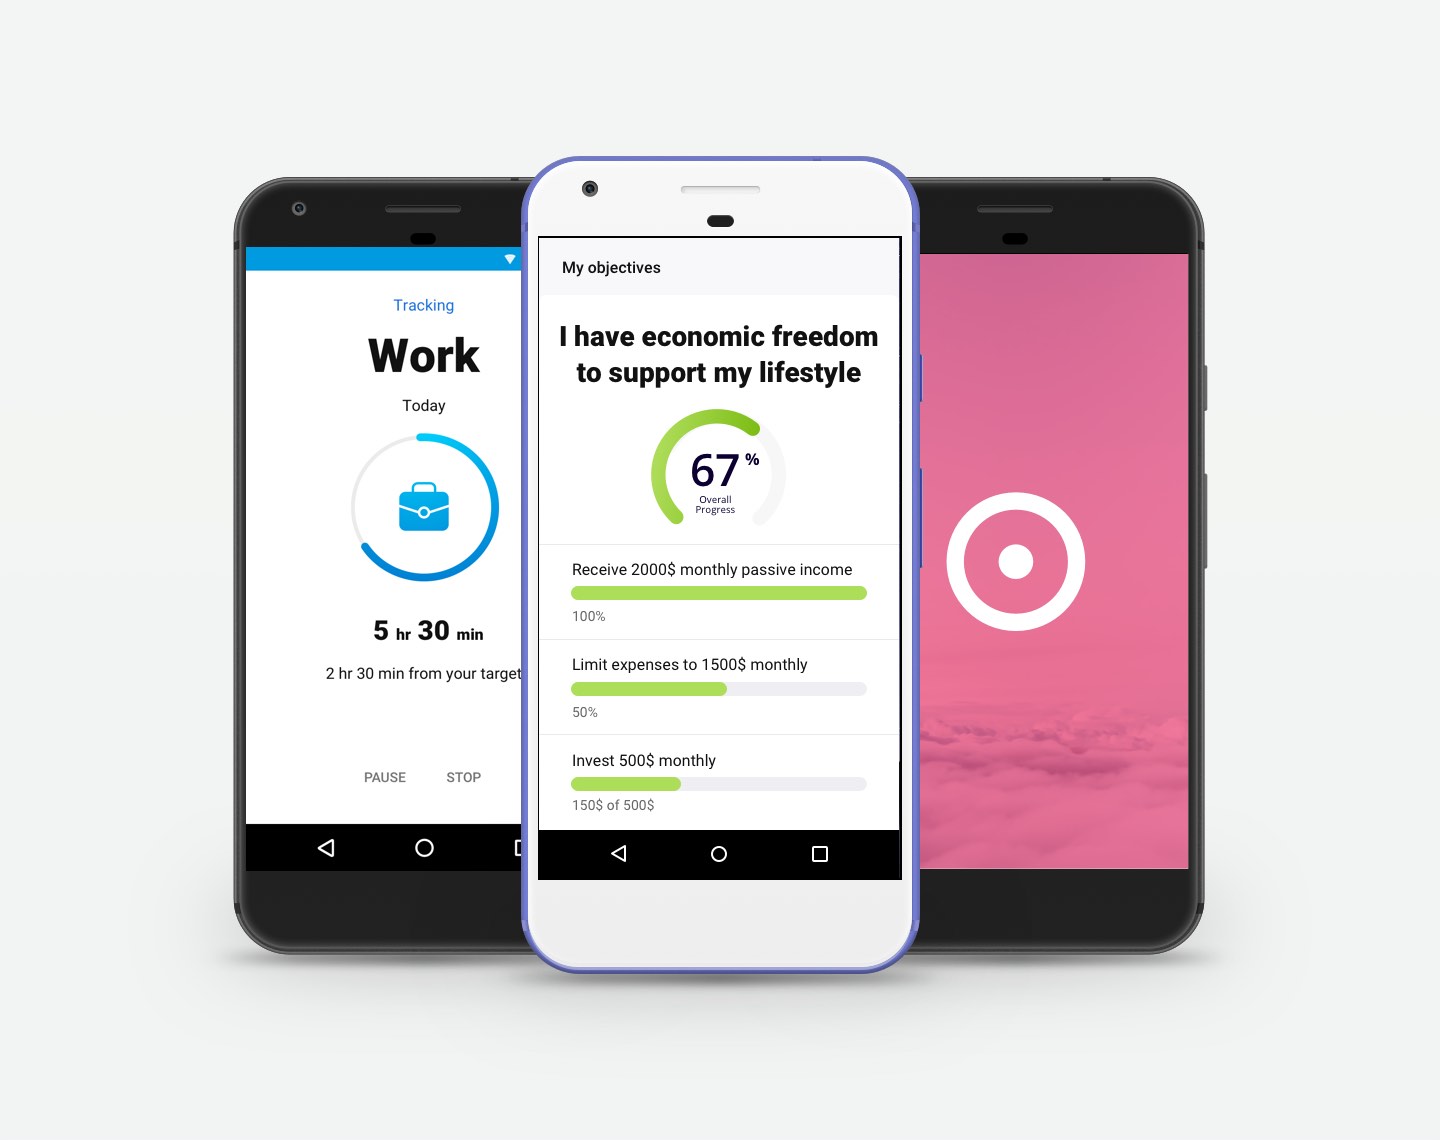 Tracking
Work
Today
5 hr 30 min
2 hr 30 min from your target
PAUSE STOP
My objectives
I have economic freedom
to support my lifestyle
67 %
Overall
Progress
Receive 2000$ monthly passive income
100%
Limit expenses to 1500$ monthly
50%
Invest 500$ monthly
150$ of 500$